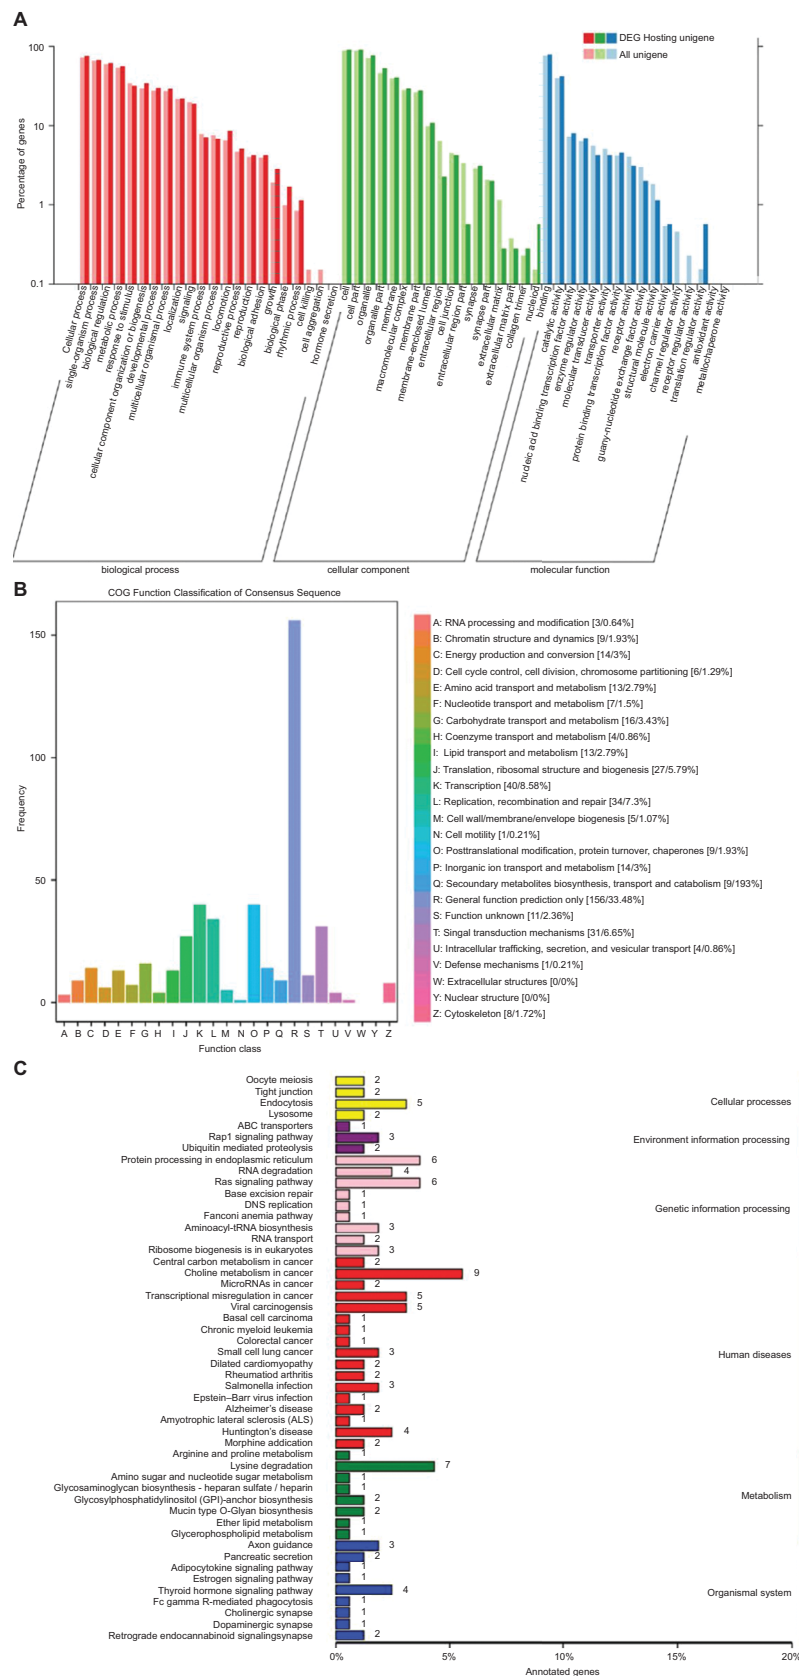 A
DEG Hosting unigene
All unigene
100
10
1
0.1
Percentage of genes
Cellular process
single-organism process
biological regulation
metabolic process
response to stimulus
cellular component organization or biogenesis
developmental process
multicellular organismal process
localization
signaling
immune system process
multicellular organism process
locomotion
reproductive process
reproduction
biological adhesion
growth
biological phase
rhythmic process
cell killing
cell aggregation
hormone secretion
cell
cell part
organelle
organelle part
membrane
macromolecular complex
membrane part
membrane-enclosed lumen
entracellular region
cell junction
entracellular region part
synapse
synapse part
extracellular matrix
extracellular matrix part
collagen trimer
nucleoid
binding
catalytic activity
nucleic acid binding transcription factor activity
enzyme regulator activity
molecular transducer activity
transporter activity
protein binding transcription factor activity
receptor activity
guany-nucleotide exchange factor activity
structural molecule activity
electron carrier activity
channel regulator activity
receptor regulator activity
translation regulator activity
antioxidant activity
metallochaperone activity
biological process
cellular component
molecular function
B
COG Function Classification of Consensus Sequence
150
100
50
0
Frequency
A B C D E F G H I J K L M N O P Q R S T U V W Y Z
Function class
A: RNA processing and modification [3/0.64%]
B: Chromatin structure and dynamics [9/1.93%]
C: Energy production and conversion [14/3%]
D: Cell cycle control, cell division, chromosome partitioning [6/1.29%]
E: Amino acid transport and metabolism [13/2.79%]
F: Nucleotide transport and metabolism [7/1.5%]
G: Carbohydrate transport and metabolism [16/3.43%]
H: Coenzyme transport and metabolism [4/0.86%]
I: Lipid transport and metabolism [13/2.79%]
J: Translation, ribosomal structure and biogenesis [27/5.79%]
K: Transcription [40/8.58%]
L: Replication, recombination and repair [34/7.3%]
M: Cell wall/membrane/envelope biogenesis [5/1.07%]
N: Cell motility [1/0.21%]
O: Posttranslational modification, protein turnover, chaperones [9/1.93%]
P: Inorganic ion transport and metabolism [14/3%]
Q: Secoundary metabolites biosynthesis, transport and catabolism [9/193%]
R: General function prediction only [156/33.48%]
S: Function unknown [11/2.36%]
T: Singal transduction mechanisms [31/6.65%]
U: Intracellular trafficking, secretion, and vesicular transport [4/0.86%]
V: Defense mechanisms [1/0.21%]
W: Extracellular structures [0/0%]
Y: Nuclear structure [0/0%]
Z: Cytoskeleton [8/1.72%]
C
Oocyte meiosis 2
Tight junction 2
Endocytosis 5
Cellular processes
Lysosome 2
ABC transporters 1
Rap1 signaling pathway 3
Environment information processing
Ubiquitin mediated proteolysis 2
Protein processing in endoplasmic reticulum 6
RNA degradation 4
Ras signaling pathway 6
Base excision repair 1
DNS replication 1
Genetic information processing
Fanconi anemia pathway 1
Aminoacyl-tRNA biosynthesis 3
RNA transport 2
Ribosome biogenesis is in eukaryotes 3
Central carbon metabolism in cancer 2
Choline metabolism in cancer 9
MicroRNAs in cancer 2
Transcriptional misregulation in cancer 5
Viral carcinogensis 5
Basal cell carcinoma 1
Chronic myeloid leukemia 1
Colorectal cancer 1
Small cell lung cancer 3
Human diseases
Dilated cardiomyopathy 2
Rheumatiod arthritis 2
Salmonella infection 3
Epstein–Barr virus infection 1
Alzheimer's disease 2
Amyotrophic lateral sclerosis (ALS) 1
Huntington's disease 4
Morphine addication 2
Arginine and proline metabolism 1
Lysine degradation 7
Amino sugar and nucleotide sugar metabolism 1
Glycosaminoglycan biosynthesis - heparan sulfate / heparin 1
Metabolism
Glycosylphosphatidylinositol (GPI)-anchor biosynthesis 2
Mucin type O-Glyan biosynthesis 2
Ether lipid metabolism 1
Glycerophospholipid metabolism 1
Axon guidance 3
Pancreatic secretion 2
Adipocytokine signaling pathway 1
Estrogen signaling pathway 1
Thyroid hormone signaling pathway 4
Organismal system
Fc gamma R-mediated phagocytosis 1
Cholinergic synapse 1
Dopaminergic synapse 1
Retrograde endocannabinoid signalingsynapse 2
0% 5% 10% 15% 20%
Annotated genes